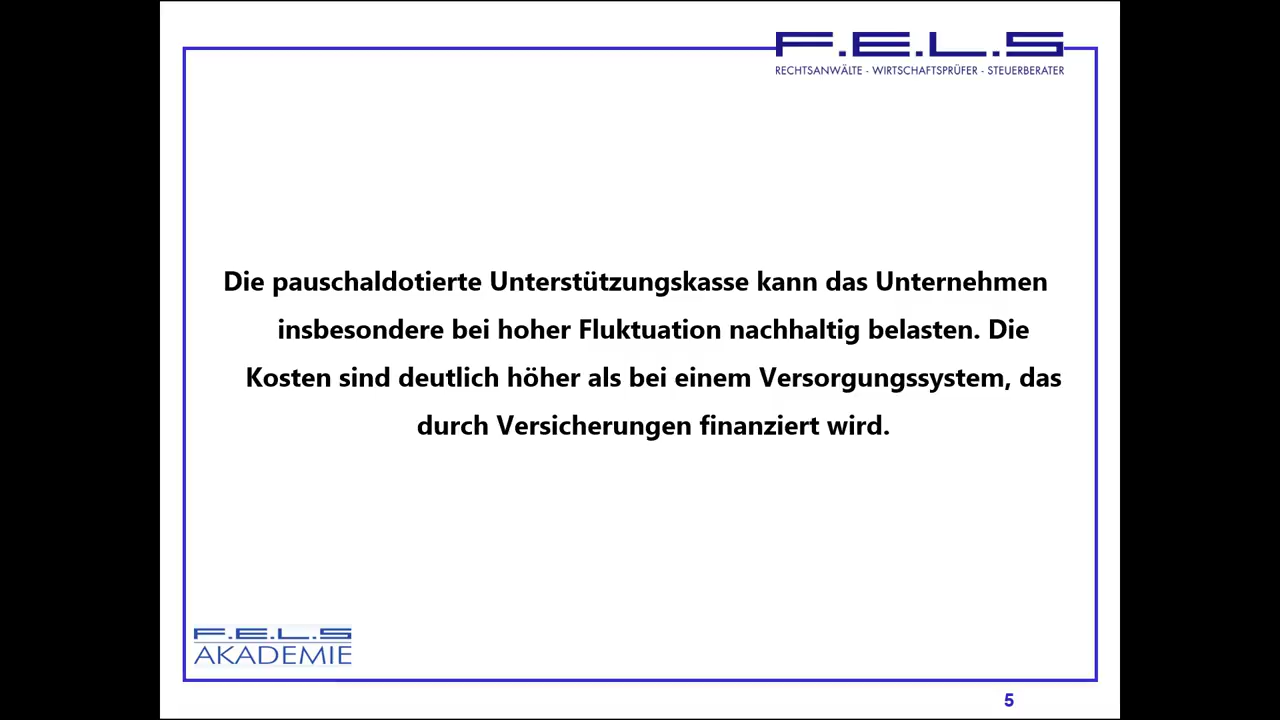 F.E.L.S
RECHTSANWÄLTE - WIRTSCHAFTSPRÜFER - STEUERBERATER
Die pauschaldotierte Unterstützungskasse kann das Unternehmen
insbesondere bei hoher Fluktuation nachhaltig belasten. Die
Kosten sind deutlich höher als bei einem Versorgungssystem, das
durch Versicherungen finanziert wird.
F.E.L.S
AKADEMIE
5